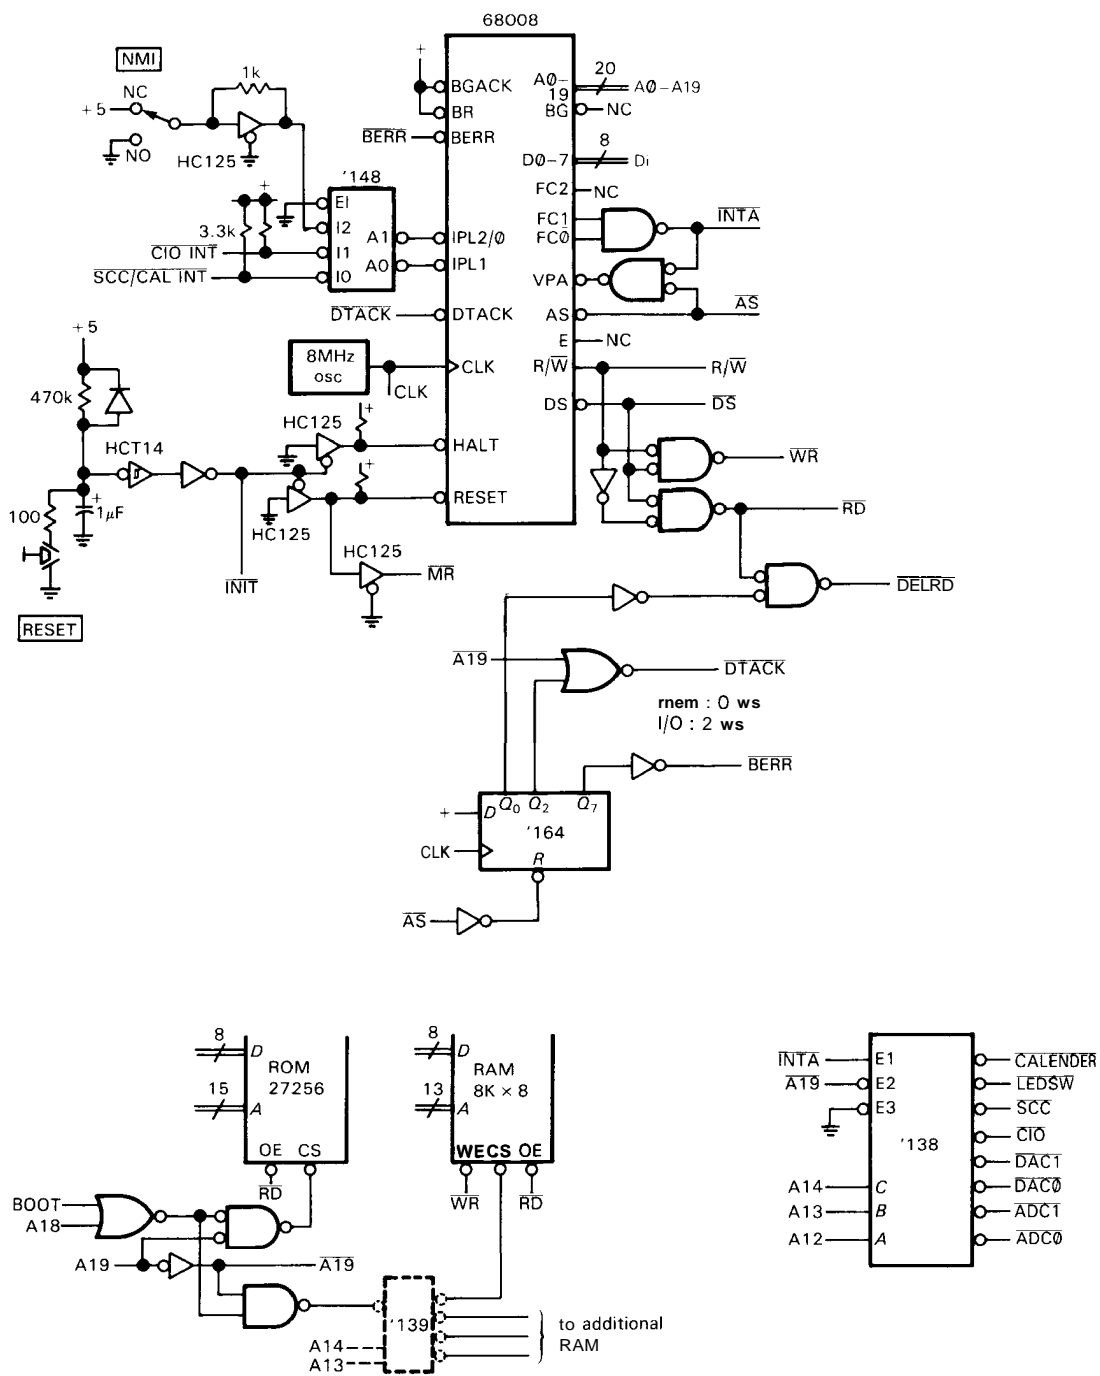 68008
NMI
NC
+5
NO
1k
HC125
'148
EI
I2
I1
I0
A1
A0
+
3.3k
CIO INT
SCC/CAL INT
+
BGACK
BR
BERR
BERR
IPL2/0
IPL1
DTACK
DTACK
8MHz
osc
CLK
CLK
HALT
RESET
A0-
19
20
A0-A19
BG
NC
D0-7
8
Di
FC2
NC
FC1
FC0
INTA
VPA
AS
AS
E
NC
R/W
R/W
DS
DS
WR
RD
DELRD
+5
470k
HCT14
+
1µF
100
RESET
INIT
HC125
+
HC125
+
HC125
MR
A19
DTACK
rnem : 0 ws
I/O : 2 ws
BERR
+
D
Q0
Q2
Q7
'164
CLK
R
AS
8
D
ROM
27256
15
A
OE
CS
RD
8
D
RAM
8K × 8
13
A
WE CS OE
WR
RD
BOOT
A18
A19
A19
'139
A14
A13
to additional
RAM
INTA
E1
A19
E2
E3
'138
A14
C
A13
B
A12
A
CALENDER
LEDSW
SCC
CIO
DAC1
DAC0
ADC1
ADC0